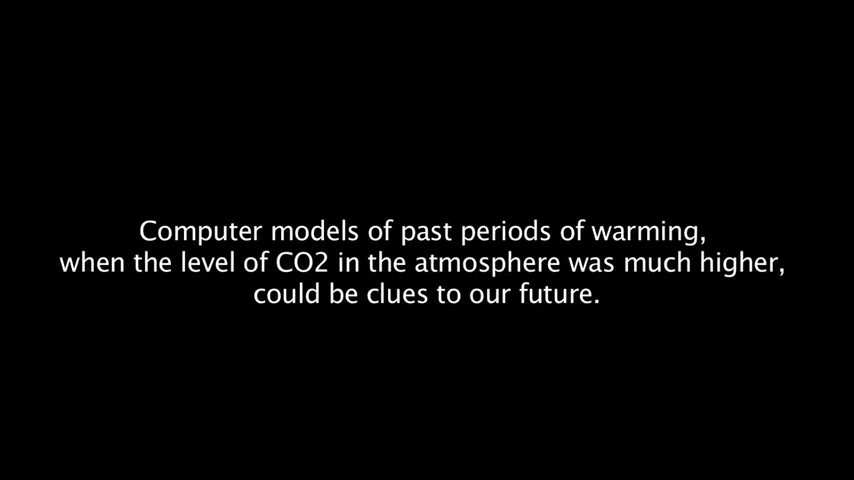 Computer models of past periods of warming,
when the level of CO2 in the atmosphere was much higher,
could be clues to our future.